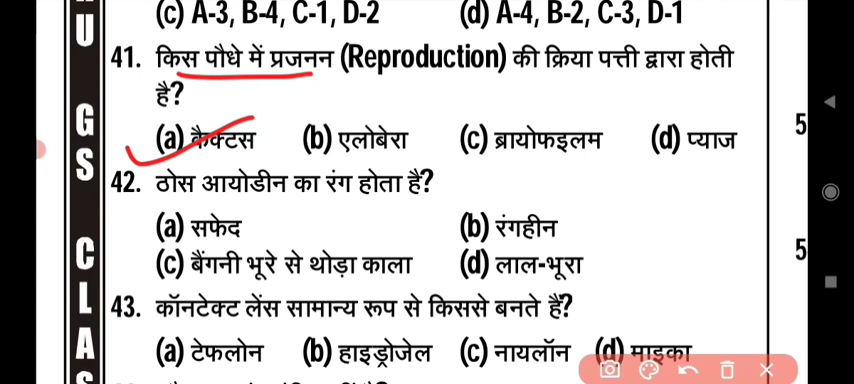 U
G
S
C
L
A
(c) A-3, B-4, C-1, D-2 (d) A-4, B-2, C-3, D-1
41. किस पौधे में प्रजनन (Reproduction) की क्रिया पत्ती द्वारा होती
है?
(a) कैक्टस (b) एलोबेरा (c) ब्रायोफइलम (d) प्याज
5
42. ठोस आयोडीन का रंग होता है?
(a) सफेद (b) रंगहीन
(c) बैंगनी भूरे से थोड़ा काला (d) लाल-भूरा
5
43. कॉनटेक्ट लेंस सामान्य रूप से किससे बनते हैं?
(a) टेफलोन (b) हाइड्रोजेल (c) नायलॉन (d) माइका